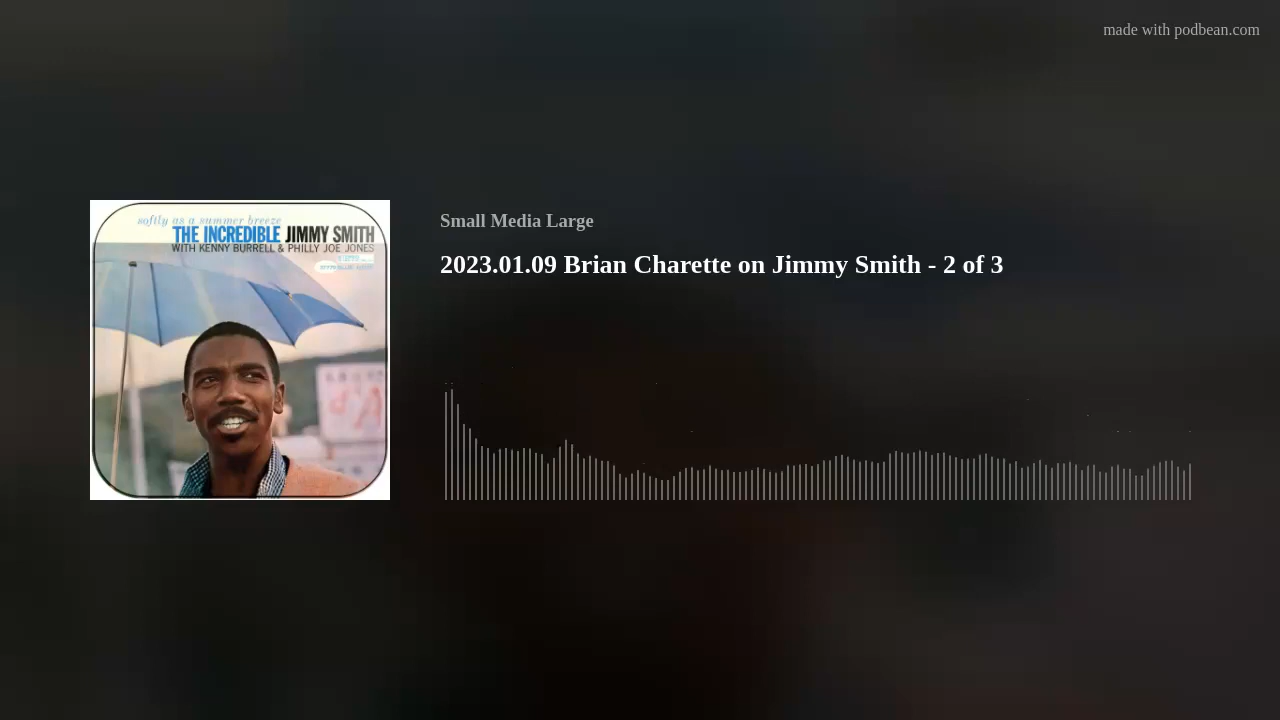 made with podbean.com
softly as a summer breeze
THE INCREDIBLE JIMMY SMITH
WITH KENNY BURRELL & PHILLY JOE JONES
Small Media Large
2023.01.09 Brian Charette on Jimmy Smith - 2 of 3